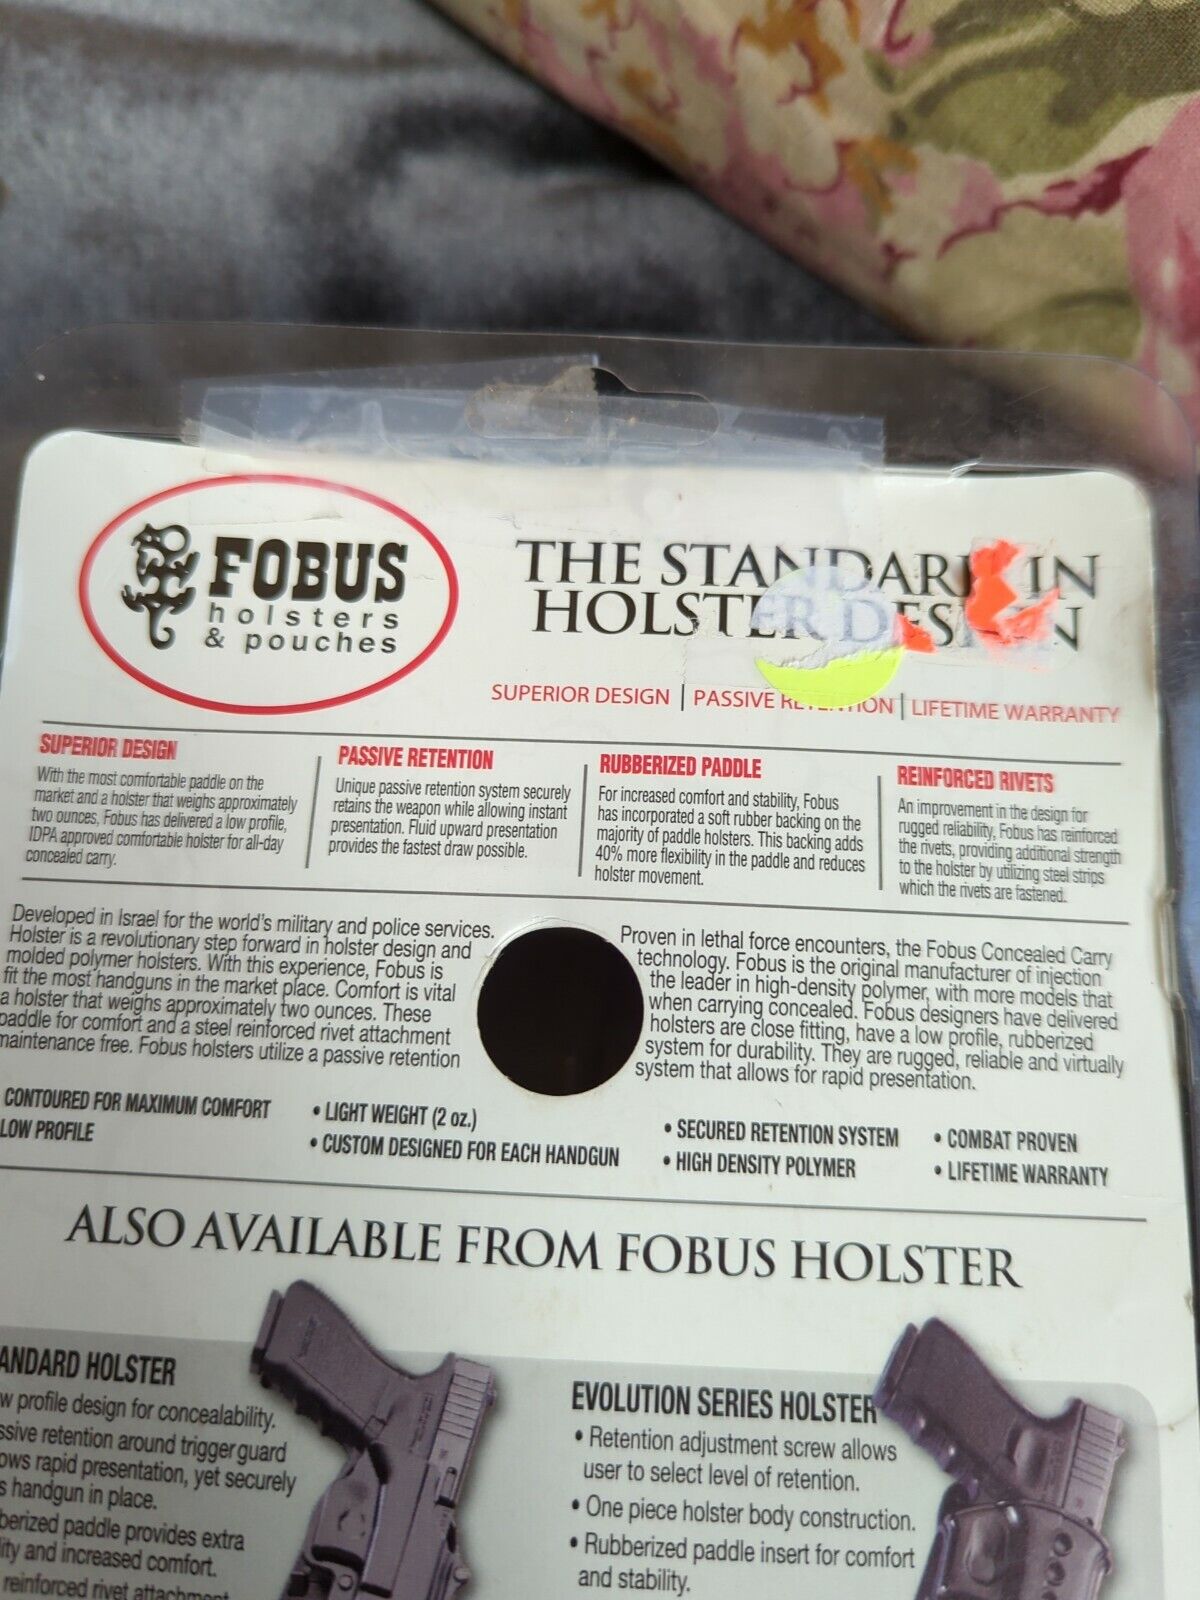 FOBUS
holsters
& pouches
THE STANDARD IN
HOLSTER DESIGN
SUPERIOR DESIGN | PASSIVE RETENTION | LIFETIME WARRANTY
SUPERIOR DESIGN
With the most comfortable paddle on the
market and a holster that weighs approximately
two ounces, Fobus has delivered a low profile,
IDPA approved comfortable holster for all-day
concealed carry.
PASSIVE RETENTION
Unique passive retention system securely
retains the weapon while allowing instant
presentation. Fluid upward presentation
provides the fastest draw possible.
RUBBERIZED PADDLE
For increased comfort and stability, Fobus
has incorporated a soft rubber backing on the
majority of paddle holsters. This backing adds
40% more flexibility in the paddle and reduces
holster movement.
REINFORCED RIVETS
An improvement in the design for
rugged reliability, Fobus has reinforced
the rivets, providing additional strength
to the holster by utilizing steel strips
which the rivets are fastened.
Developed in Israel for the world's military and police services. Proven in lethal force encounters, the Fobus Concealed Carry
Holster is a revolutionary step forward in holster design and technology. Fobus is the original manufacturer of injection
molded polymer holsters. With this experience, Fobus is the leader in high-density polymer, with more models that
fit the most handguns in the market place. Comfort is vital when carrying concealed. Fobus designers have delivered
a holster that weighs approximately two ounces. These holsters are close fitting, have a low profile, rubberized
paddle for comfort and a steel reinforced rivet attachment system for durability. They are rugged, reliable and virtually
maintenance free. Fobus holsters utilize a passive retention system that allows for rapid presentation.
CONTOURED FOR MAXIMUM COMFORT
LOW PROFILE
• LIGHT WEIGHT (2 oz.)
• CUSTOM DESIGNED FOR EACH HANDGUN
• SECURED RETENTION SYSTEM
• HIGH DENSITY POLYMER
• COMBAT PROVEN
• LIFETIME WARRANTY
ALSO AVAILABLE FROM FOBUS HOLSTER
ANDARD HOLSTER
w profile design for concealability.
ssive retention around trigger guard
ows rapid presentation, yet securely
s handgun in place.
berized paddle provides extra
lity and increased comfort.
reinforced rivet attachment
EVOLUTION SERIES HOLSTER
• Retention adjustment screw allows
user to select level of retention.
• One piece holster body construction.
• Rubberized paddle insert for comfort
and stability.